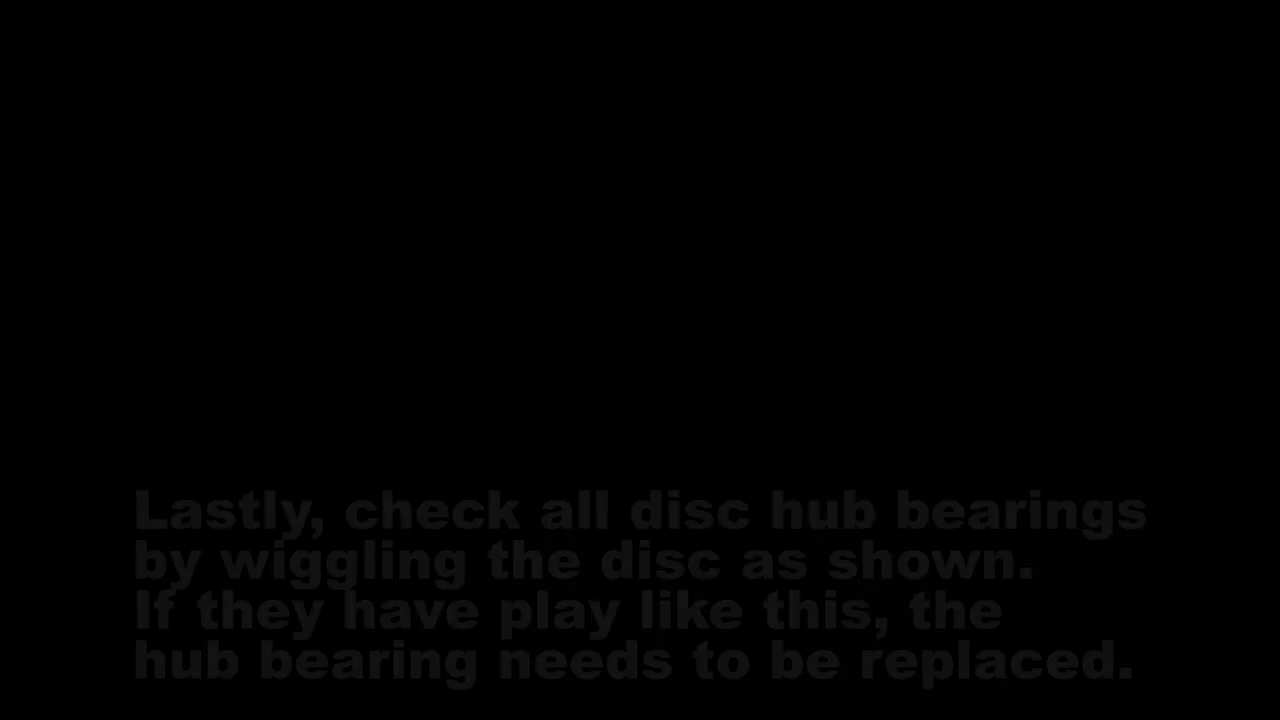 Lastly, check all disc hub bearings
by wiggling the disc as shown.
If they have play like this, the
hub bearing needs to be replaced.